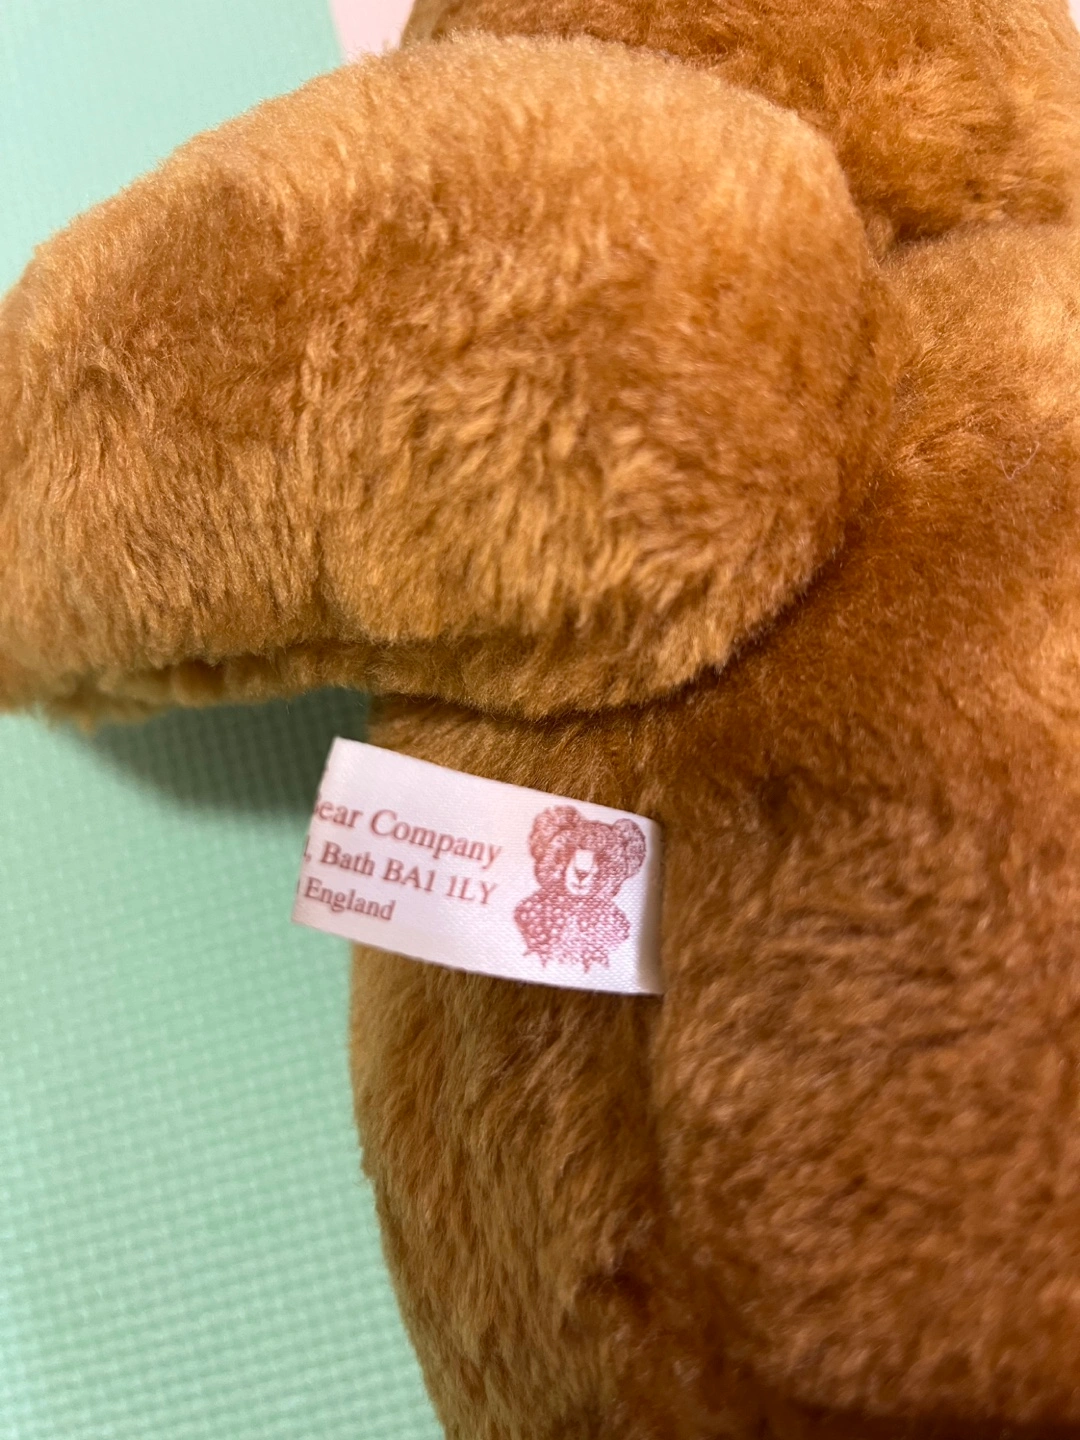 Bear Company
, Bath BA1 1LY
England